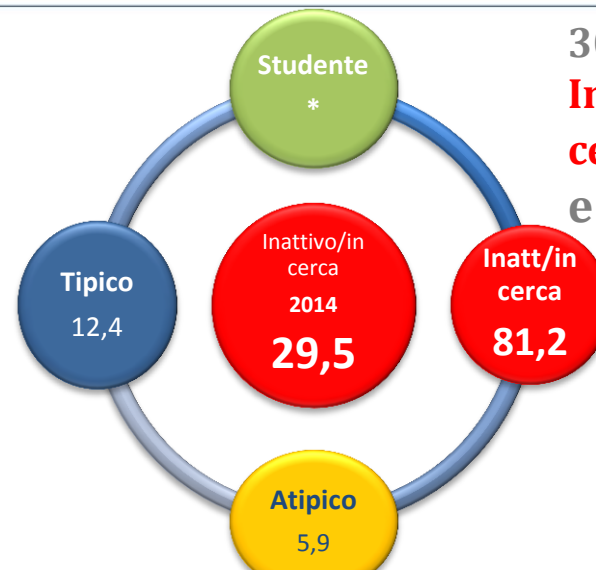 Studente
*
Tipico
12,4
Inattivo/in
cerca
2014
29,5
Inatt/in
cerca
81,2
Atipico
5,9
e